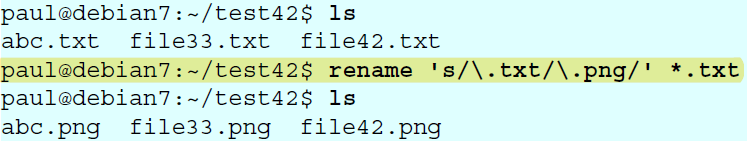 paul@debian7:~/test42$ ls
abc.txt  file33.txt  file42.txt
paul@debian7:~/test42$ rename 's/\.txt/\.png/' *.txt
paul@debian7:~/test42$ ls
abc.png  file33.png  file42.png